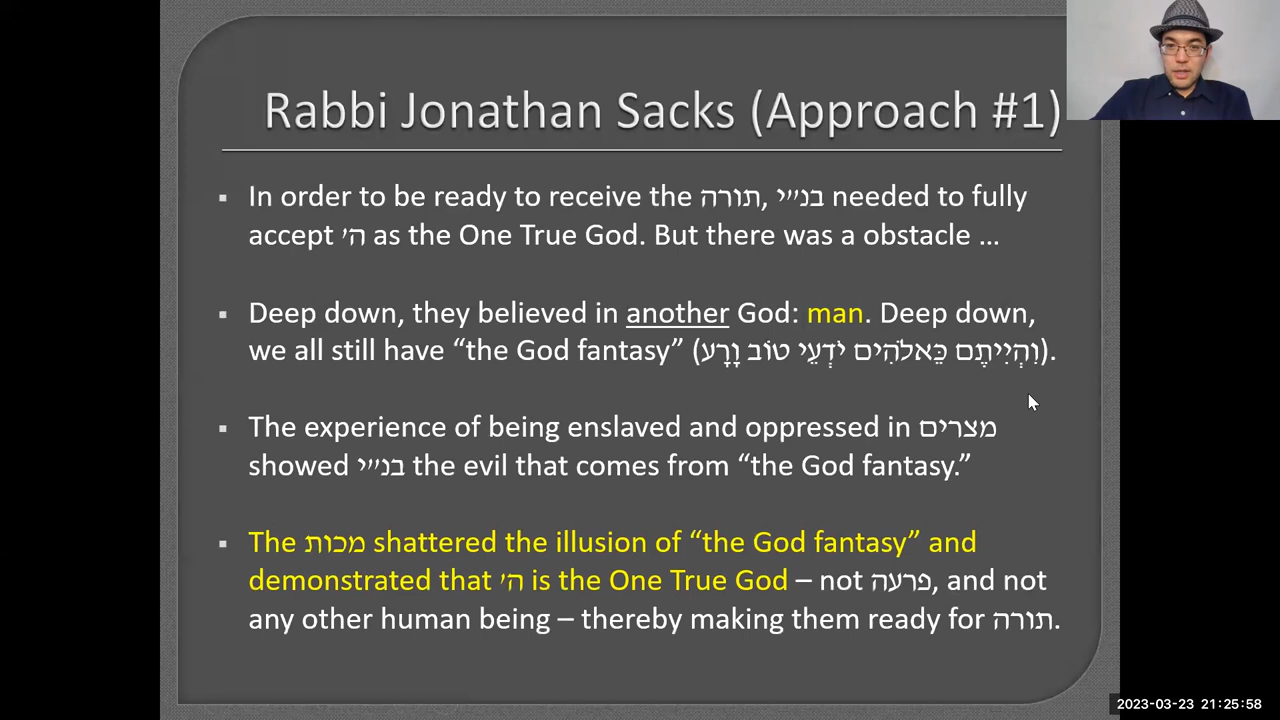 Rabbi Jonathan Sacks (Approach #1)
In order to be ready to receive the תורה, בנ״י needed to fully
accept ה׳ as the One True God. But there was a obstacle ...
Deep down, they believed in another God: man. Deep down,
we all still have “the God fantasy” (וִהְיִיתֶם כֵּאלֹהִים יֹדְעֵי טוֹב וָרָע).
The experience of being enslaved and oppressed in מצרים
showed בנ״י the evil that comes from “the God fantasy.”
The מכות shattered the illusion of “the God fantasy” and
demonstrated that ה׳ is the One True God – not פרעה, and not
any other human being – thereby making them ready for תורה.
2023-03-23 21:25:58